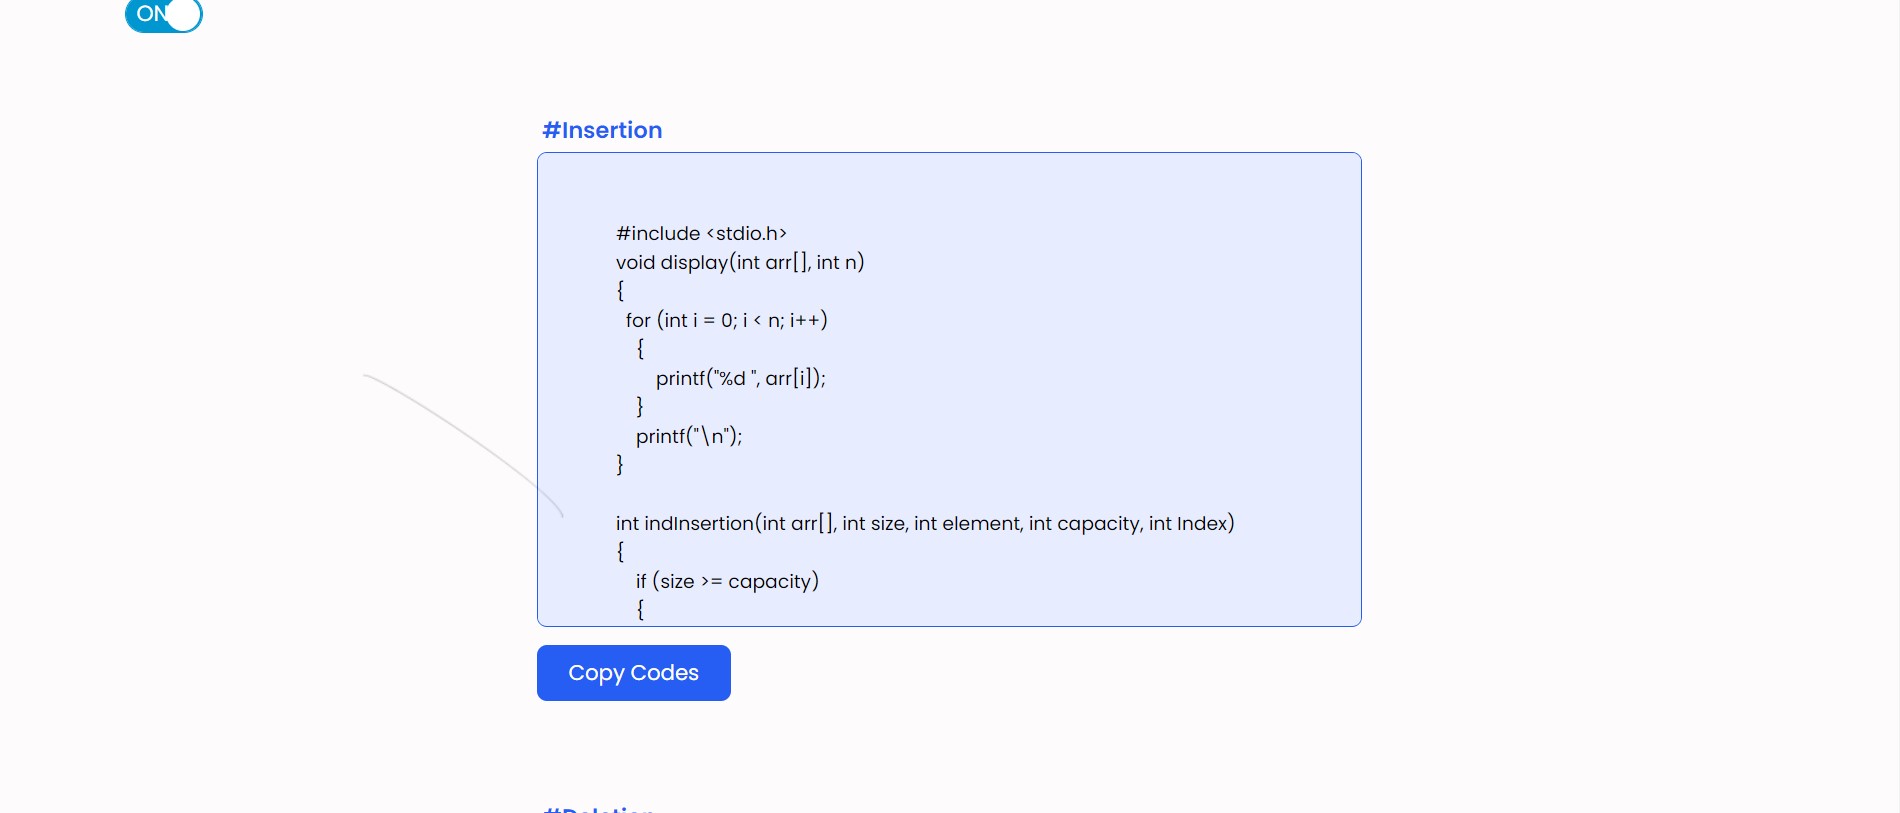 ON
#Insertion
#include <stdio.h>
void display(int arr[], int n)
{
for (int i = 0; i < n; i++)
{
printf("%d ", arr[i]);
}
printf("\n");
}
int indInsertion(int arr[], int size, int element, int capacity, int Index)
{
if (size >= capacity)
{
Copy Codes
#Deletion